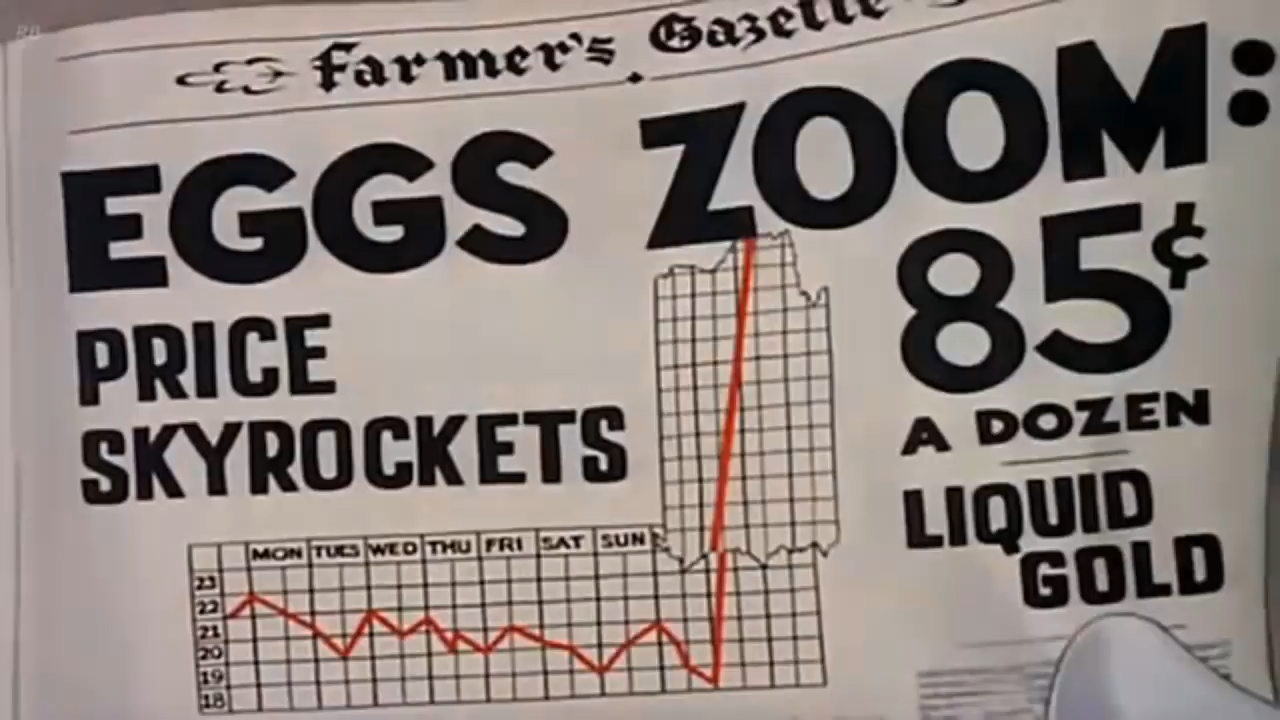 RB
Farmer's Gazette
EGGS ZOOM:
85¢
A DOZEN
PRICE
SKYROCKETS
LIQUID
GOLD
MON TUES WED THU FRI SAT SUN
23
22
21
20
19
18